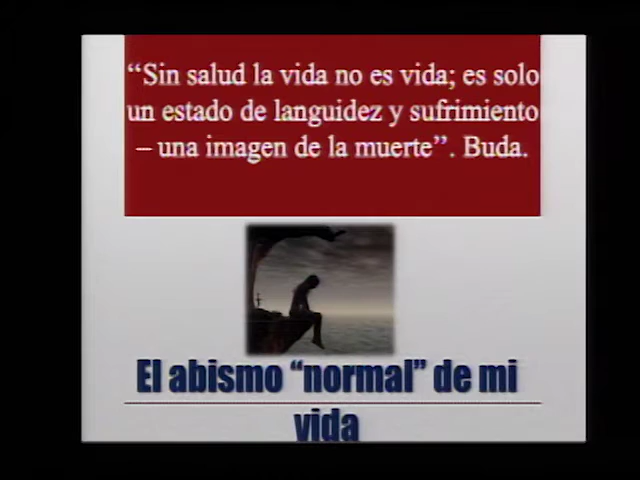 “Sin salud la vida no es vida; es solo
un estado de languidez y sufrimiento
– una imagen de la muerte”. Buda.
El abismo “normal” de mi
vida